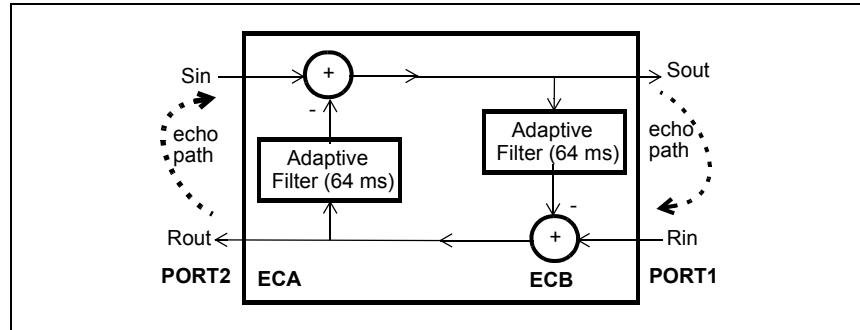 Sin
+
Sout
-
echo
path
Adaptive
Filter (64 ms)
Adaptive
Filter (64 ms)
echo
path
-
Rout
+
Rin
PORT2
ECA
ECB
PORT1